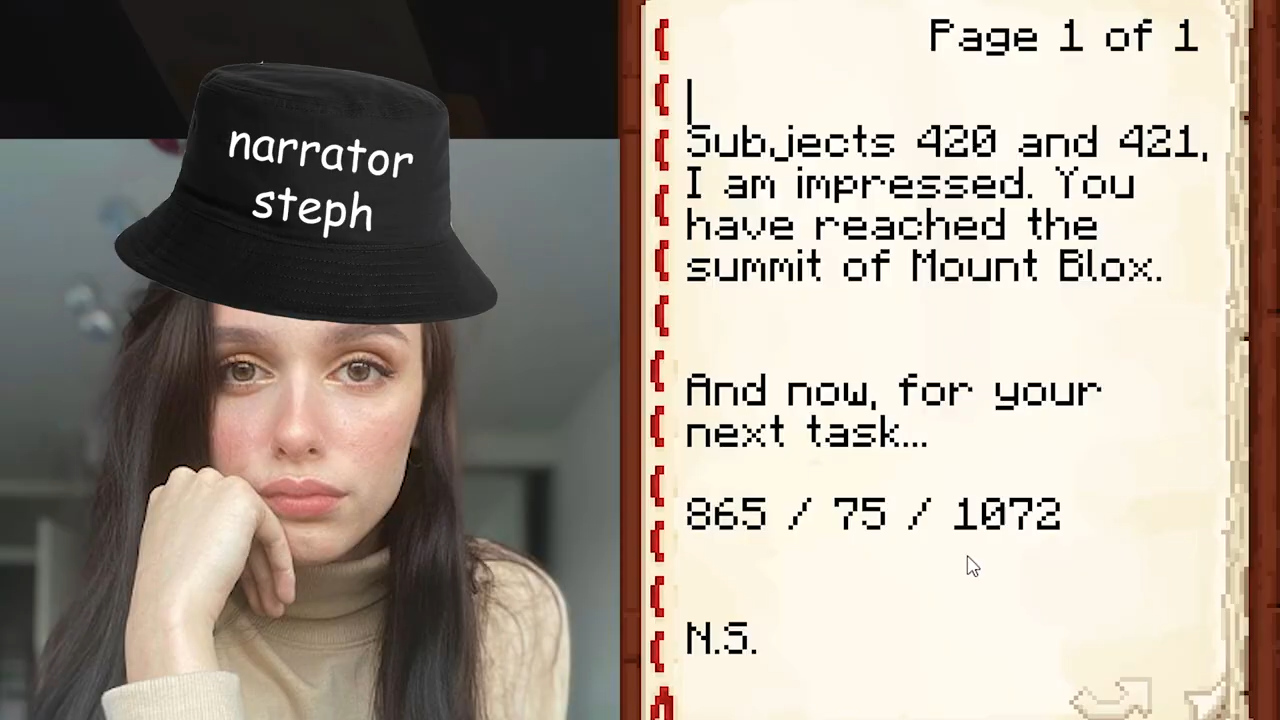 narrator
steph
Page 1 of 1
Subjects 420 and 421,
I am impressed. You
have reached the
summit of Mount Blox.
And now, for your
next task...
865 / 75 / 1072
N.S.